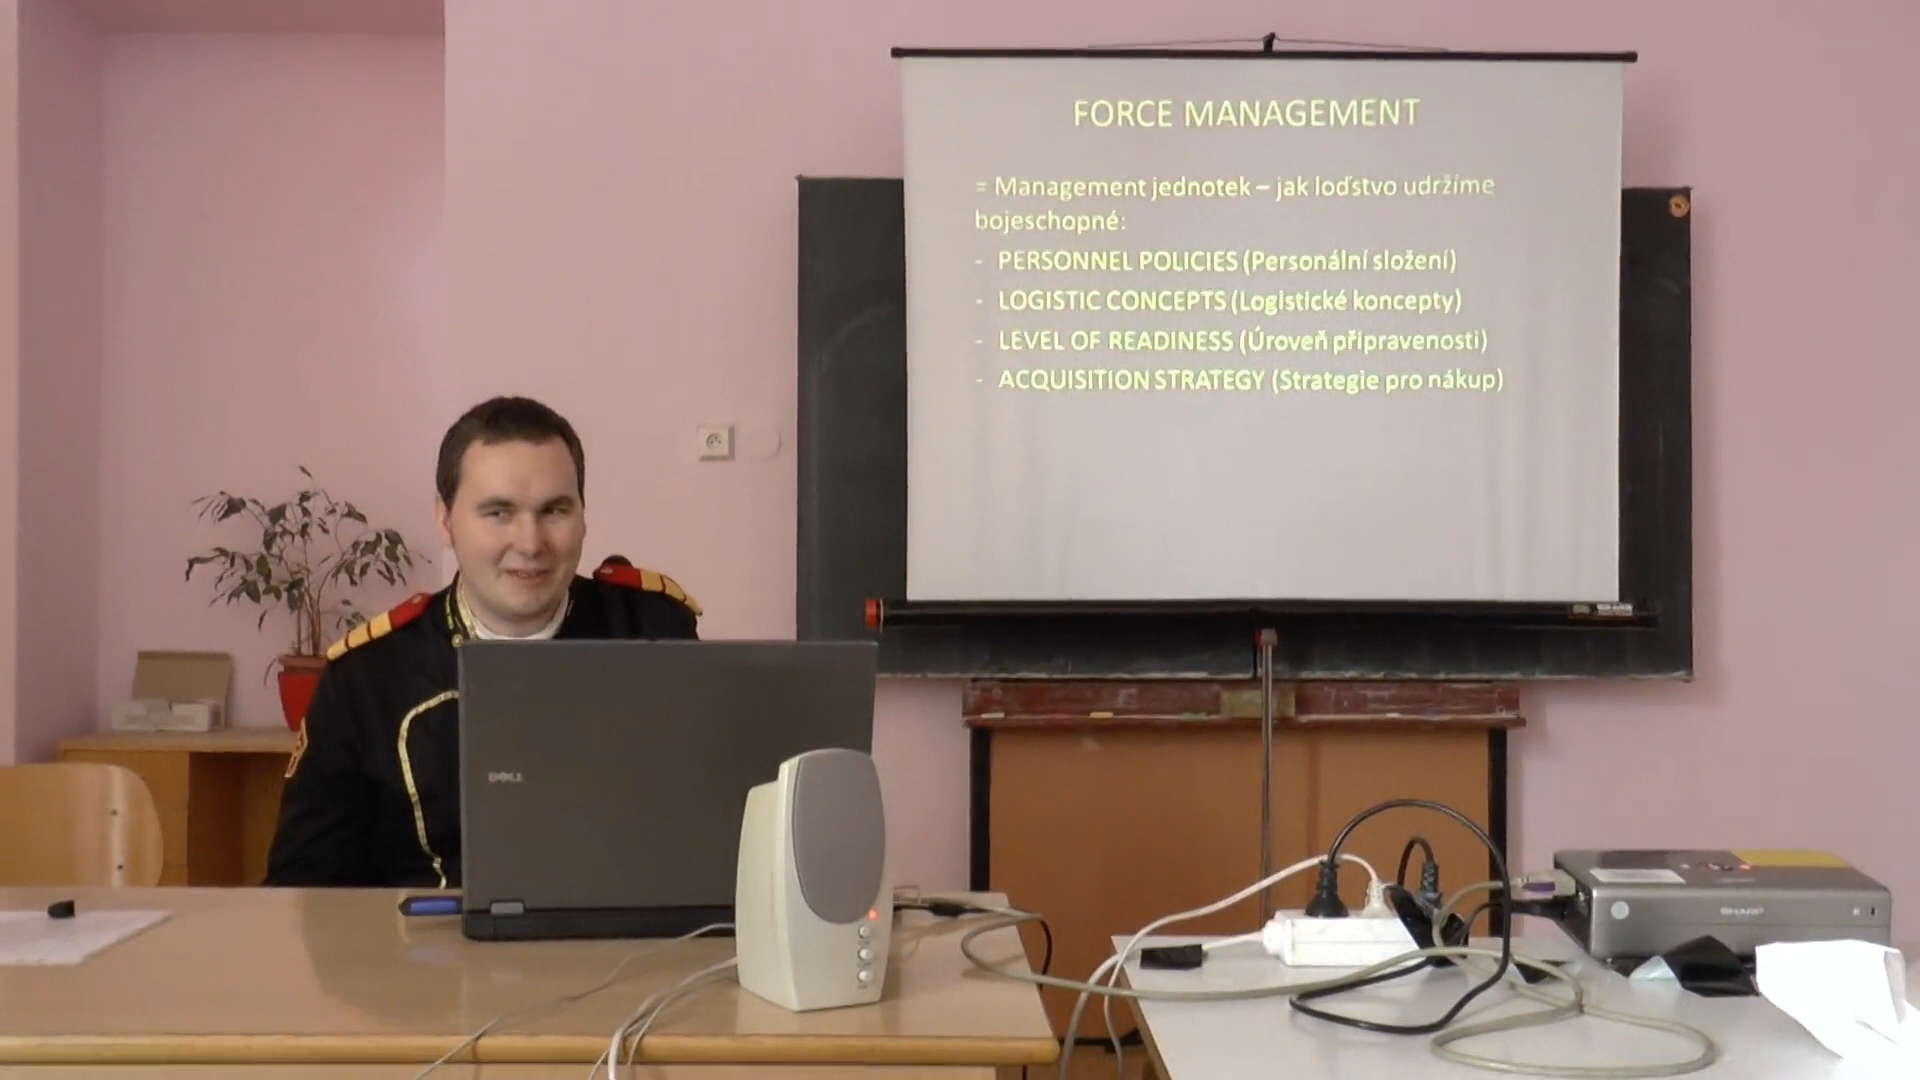 FORCE MANAGEMENT
= Management jednotek – jak loďstvo udržíme
bojeschopné:
- PERSONNEL POLICIES (Personální složení)
- LOGISTIC CONCEPTS (Logistické koncepty)
- LEVEL OF READINESS (Úroveň připravenosti)
- ACQUISITION STRATEGY (Strategie pro nákup)
DELL
SHARP